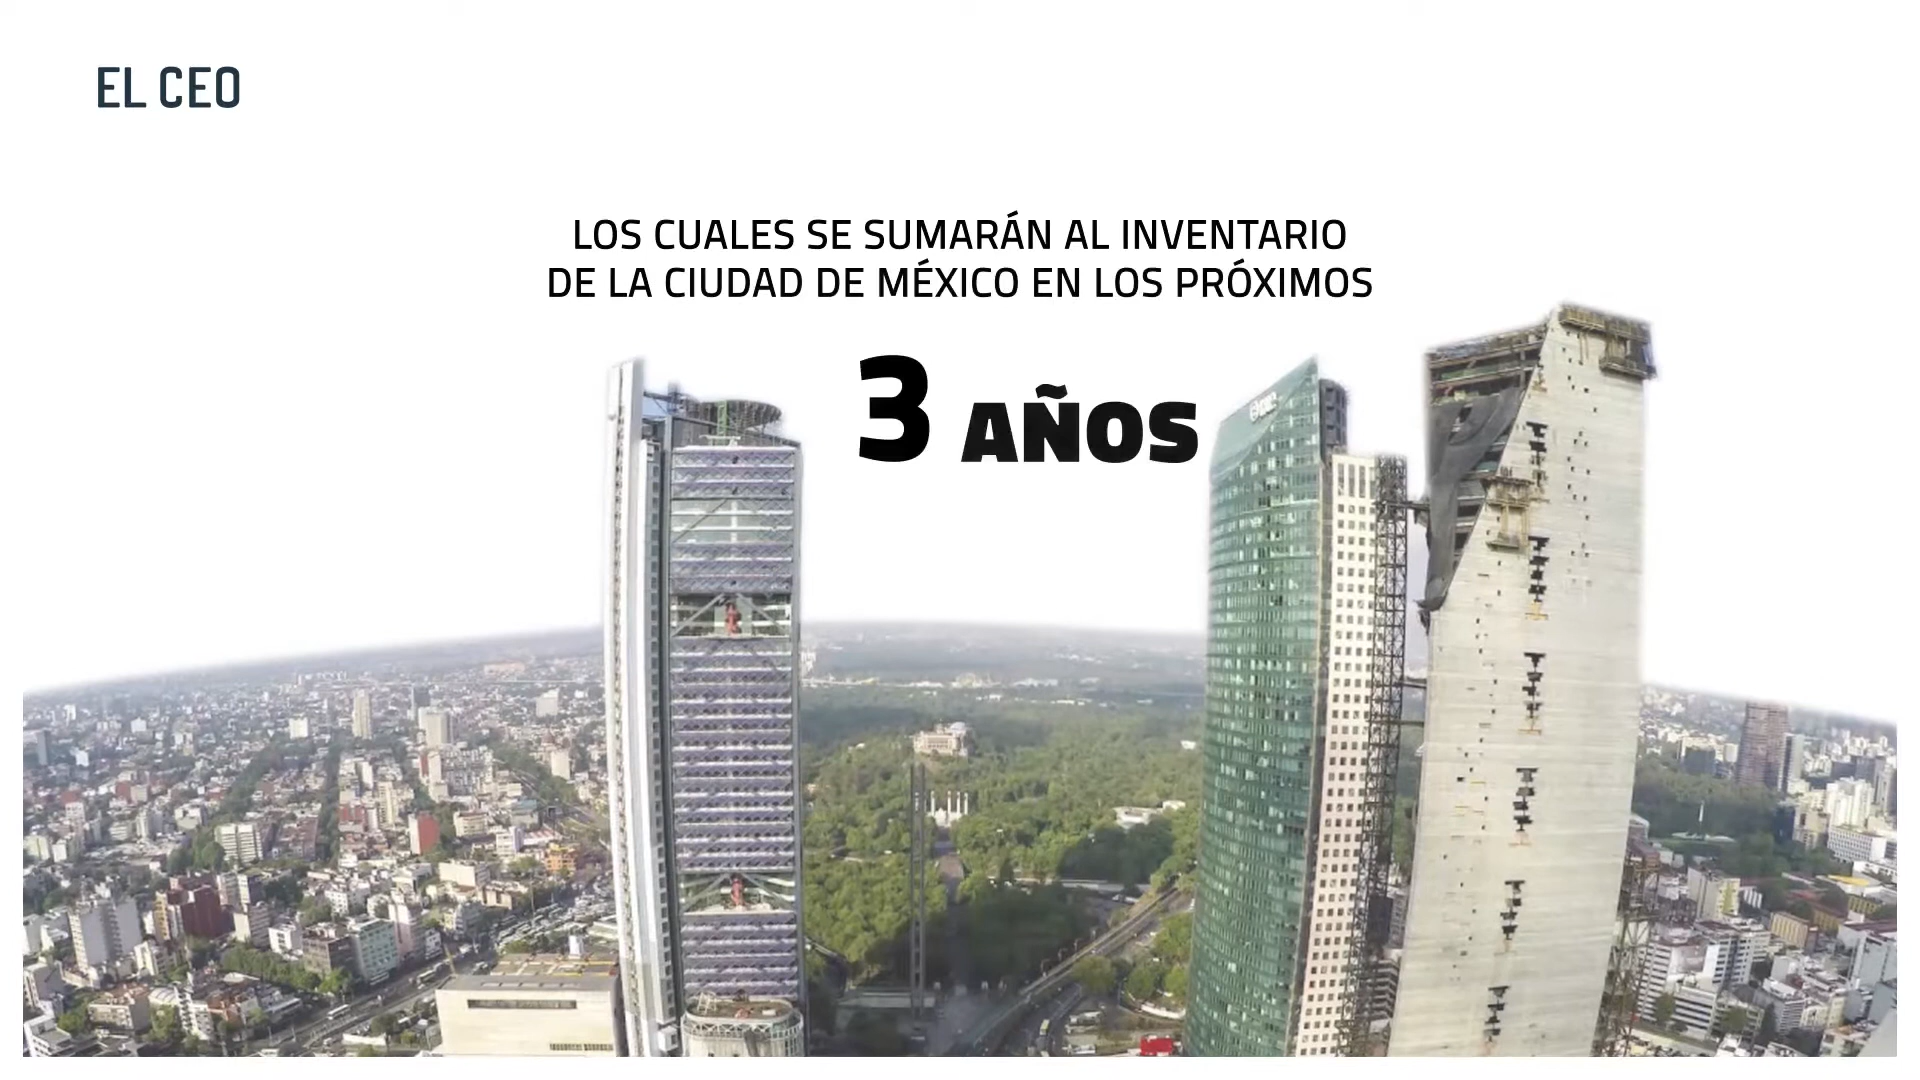 EL CEO
LOS CUALES SE SUMARÁN AL INVENTARIO
DE LA CIUDAD DE MÉXICO EN LOS PRÓXIMOS
3 AÑOS